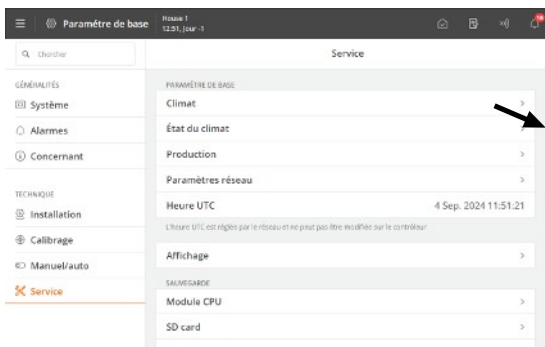 Paramétre de base
House 1
12.51, Jour -1
Chercher
Service
GÉNÉRALITÉS
Système
Alarmes
Concernant
TECHNIQUE
Installation
Calibrage
Manuel/auto
Service
PARAMÈTRE DE BASE
Climat
État du climat
Production
Paramètres réseau
Heure UTC 4 Sep. 2024 11:51:21
L'heure UTC est réglés par le réseau et ne peut pas être modifiée sur le contrôleur
Affichage
SAUVEGARDE
Module CPU
SD card